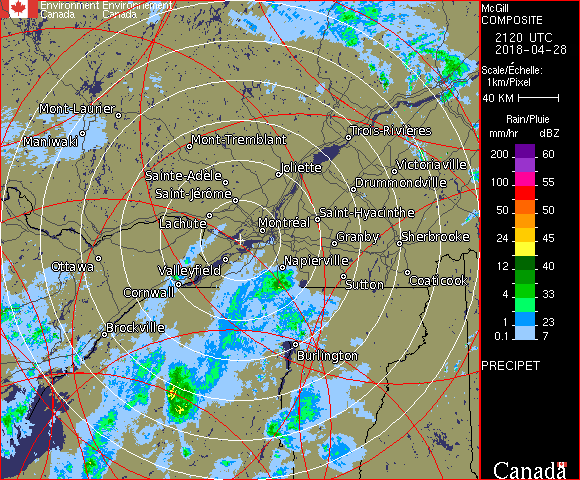 Environment Environnement
Canada Canada
McGill
COMPOSITE
2120 UTC
2018-04-28
Scale/Échelle:
1km/Pixel
40 KM
Rain/Pluie
mm/hr dBZ
200 60
100 55
50 50
24 45
12 40
4 33
1 23
0.1 7
PRECIPET
Canada
Mont-Laurier
Maniwaki
Mont-Tremblant
Trois-Rivières
Joliette
Victoriaville
Sainte-Adèle
Drummondville
Saint-Jérôme
Saint-Hyacinthe
Lachute
Montréal
Granby
Sherbrooke
Ottawa
Valleyfield
Napierville
Cornwall
Sutton
Coaticook
Brockville
Burlington